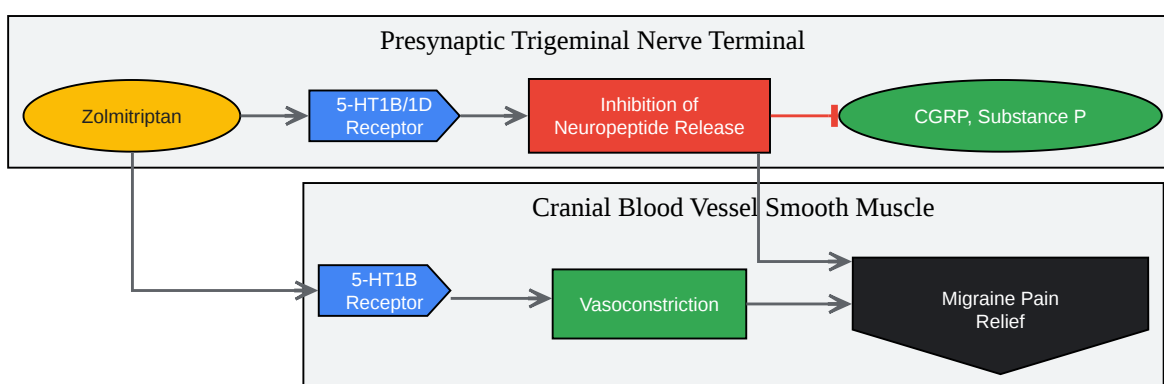 Presynaptic Trigeminal Nerve Terminal
Zolmitriptan
5-HT1B/1D
Receptor
Inhibition of
Neuropeptide Release
CGRP, Substance P
Cranial Blood Vessel Smooth Muscle
5-HT1B
Receptor
Vasoconstriction
Migraine Pain
Relief